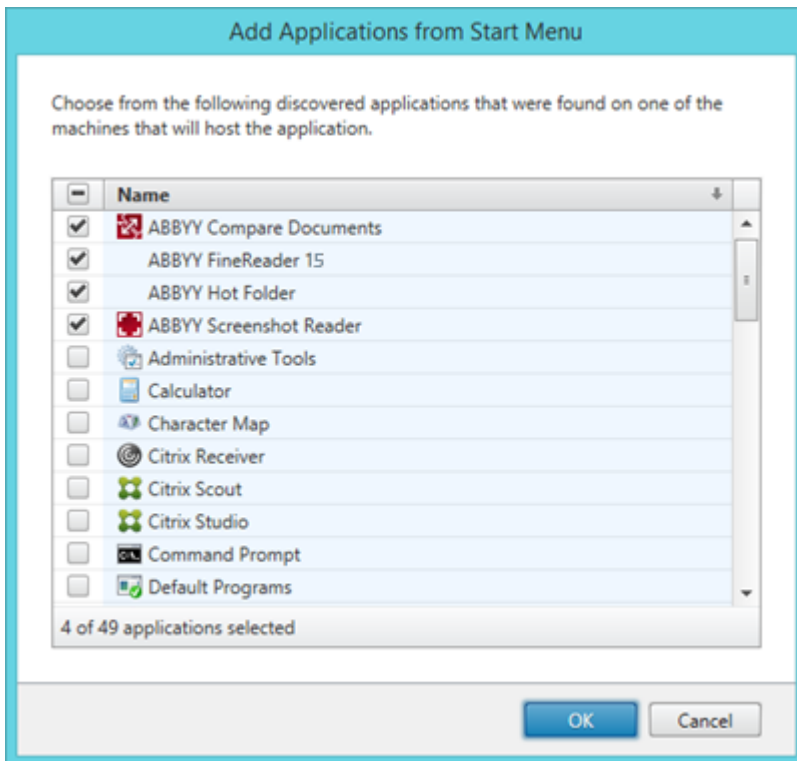 Add Applications from Start Menu
Choose from the following discovered applications that were found on one of the
machines that will host the application.
Name
ABBYY Compare Documents
ABBYY FineReader 15
ABBYY Hot Folder
ABBYY Screenshot Reader
Administrative Tools
Calculator
Character Map
Citrix Receiver
Citrix Scout
Citrix Studio
Command Prompt
Default Programs
4 of 49 applications selected
OK Cancel